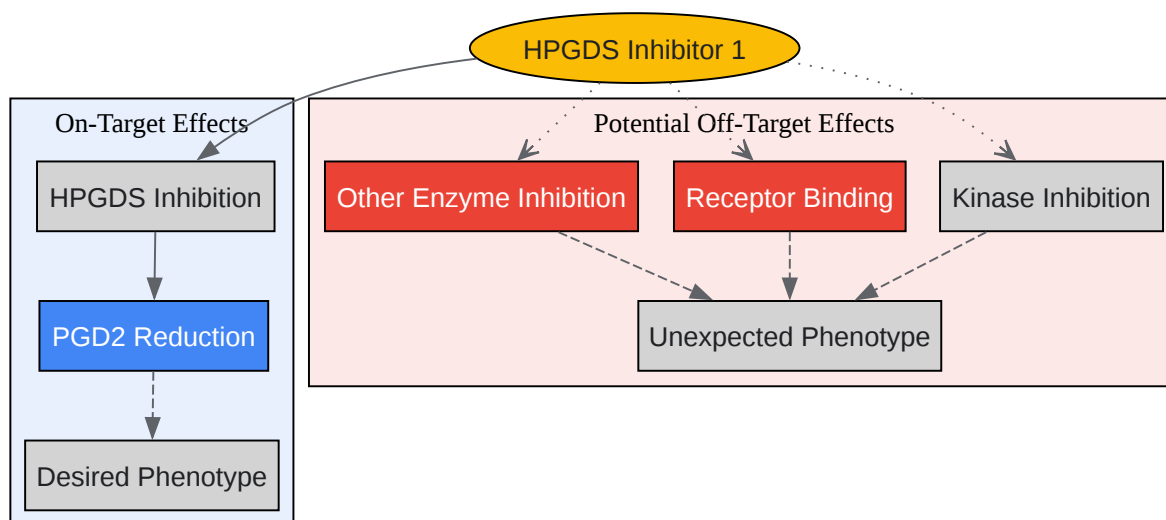 HPGDS Inhibitor 1
On-Target Effects
Potential Off-Target Effects
HPGDS Inhibition
Other Enzyme Inhibition
Receptor Binding
Kinase Inhibition
PGD2 Reduction
Unexpected Phenotype
Desired Phenotype